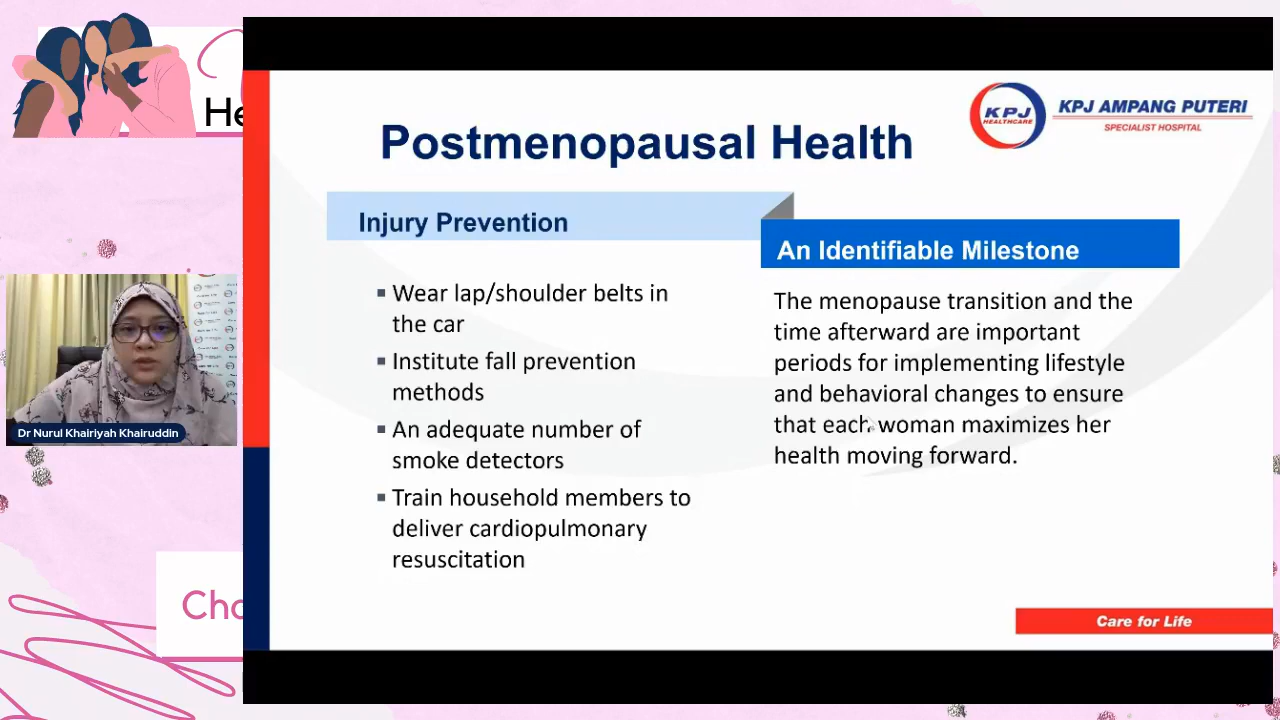 He
Dr Nurul Khairiyah Khairuddin
Cha
Postmenopausal Health
KPJ
HEALTHCARE
KPJ AMPANG PUTERI
SPECIALIST HOSPITAL
Injury Prevention
▪ Wear lap/shoulder belts in
the car
▪ Institute fall prevention
methods
▪ An adequate number of
smoke detectors
▪ Train household members to
deliver cardiopulmonary
resuscitation
An Identifiable Milestone
The menopause transition and the
time afterward are important
periods for implementing lifestyle
and behavioral changes to ensure
that each woman maximizes her
health moving forward.
Care for Life